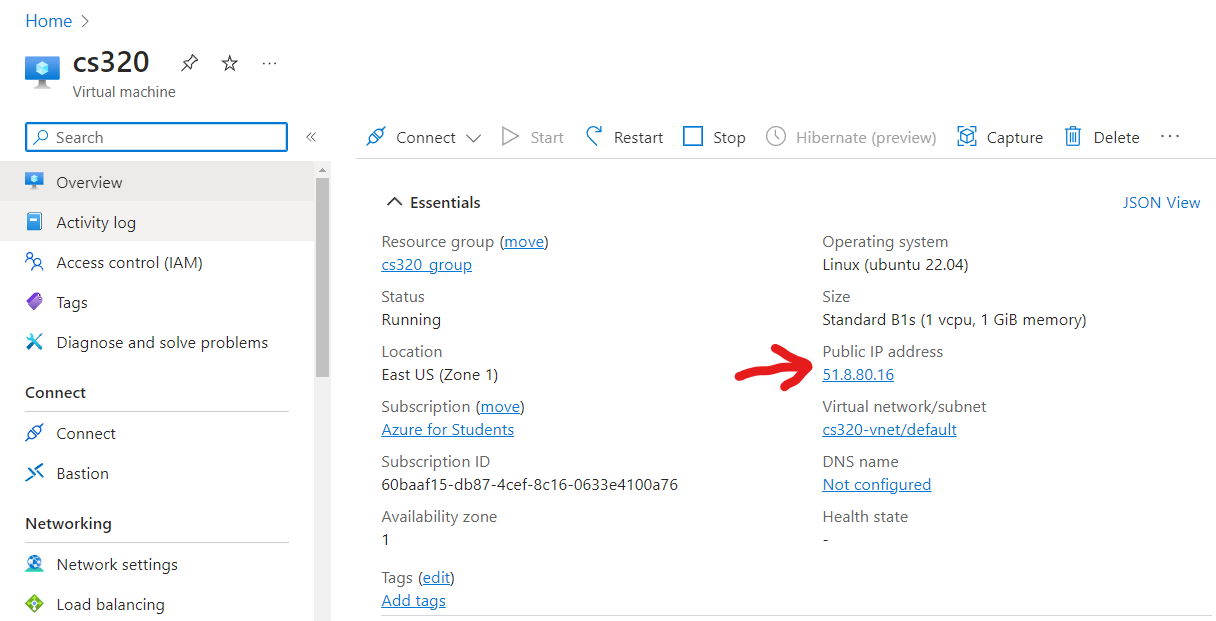 Home
cs320
Virtual machine
Search
Overview
Activity log
Access control (IAM)
Tags
Diagnose and solve problems
Connect
Connect
Bastion
Networking
Network settings
Load balancing
Connect Start Restart Stop Hibernate (preview) Capture Delete
Essentials
JSON View
Resource group (move)
cs320_group
Status
Running
Location
East US (Zone 1)
Subscription (move)
Azure for Students
Subscription ID
60baaf15-db87-4cef-8c16-0633e4100a76
Availability zone
1
Operating system
Linux (ubuntu 22.04)
Size
Standard B1s (1 vcpu, 1 GiB memory)
Public IP address
51.8.80.16
Virtual network/subnet
cs320-vnet/default
DNS name
Not configured
Health state
-
Tags (edit)
Add tags